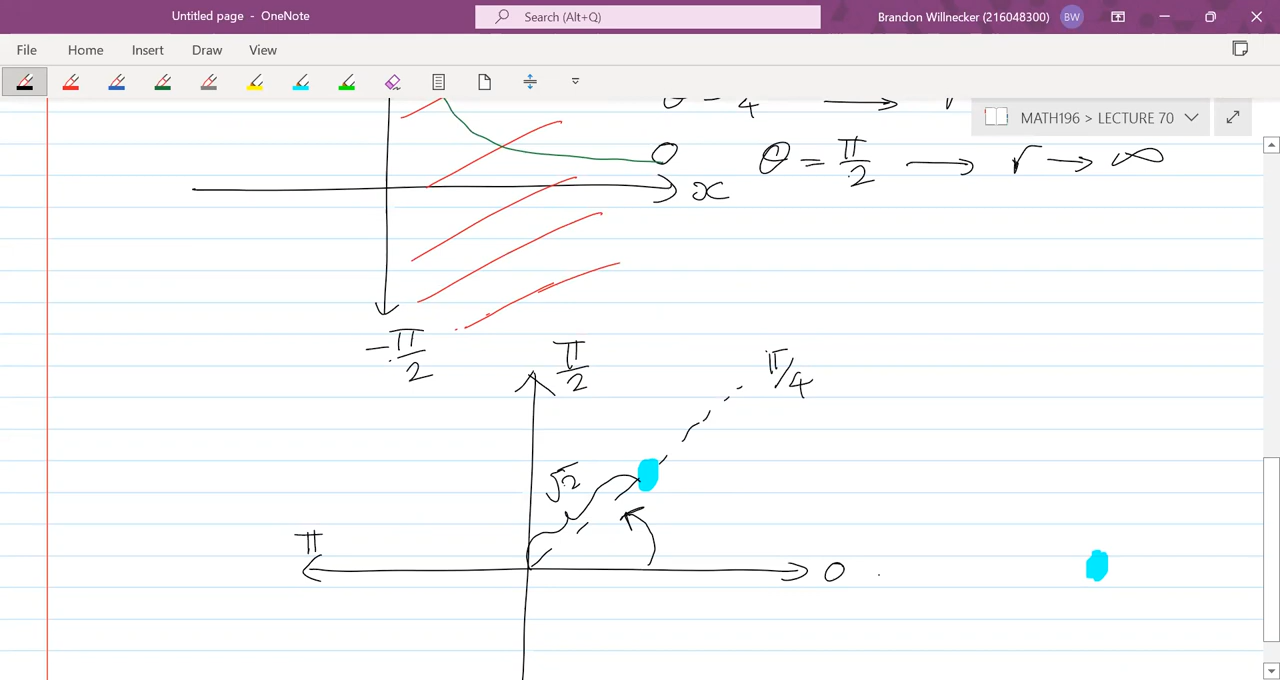 Untitled page - OneNote
Search (Alt+Q)
Brandon Willnecker (216048300)
BW
File Home Insert Draw View
MATH196 > LECTURE 70
0
θ = π/2 → r → ∞
x
-π/2
π/2
π/4
√2
π
0